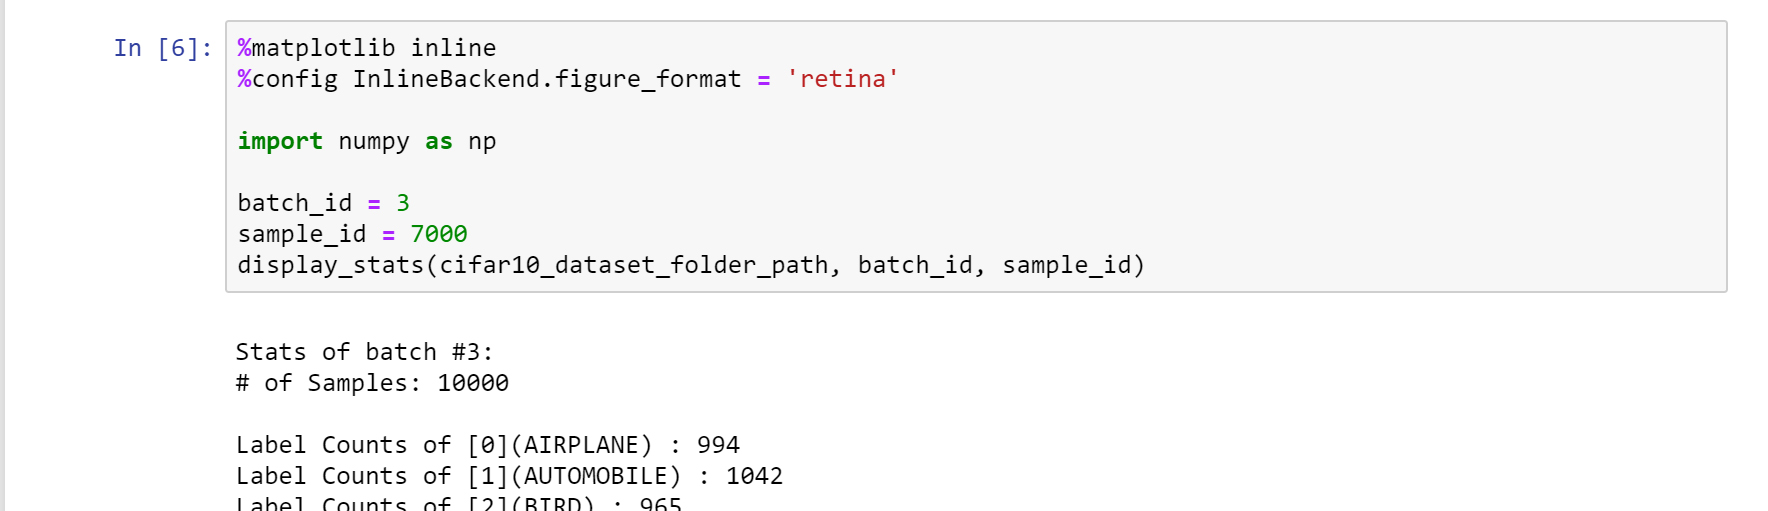 In [6]:
%matplotlib inline
%config InlineBackend.figure_format = 'retina'
import numpy as np
batch_id = 3
sample_id = 7000
display_stats(cifar10_dataset_folder_path, batch_id, sample_id)
Stats of batch #3:
# of Samples: 10000
Label Counts of [0](AIRPLANE) : 994
Label Counts of [1](AUTOMOBILE) : 1042
Label Counts of [2](BIRD) : 965